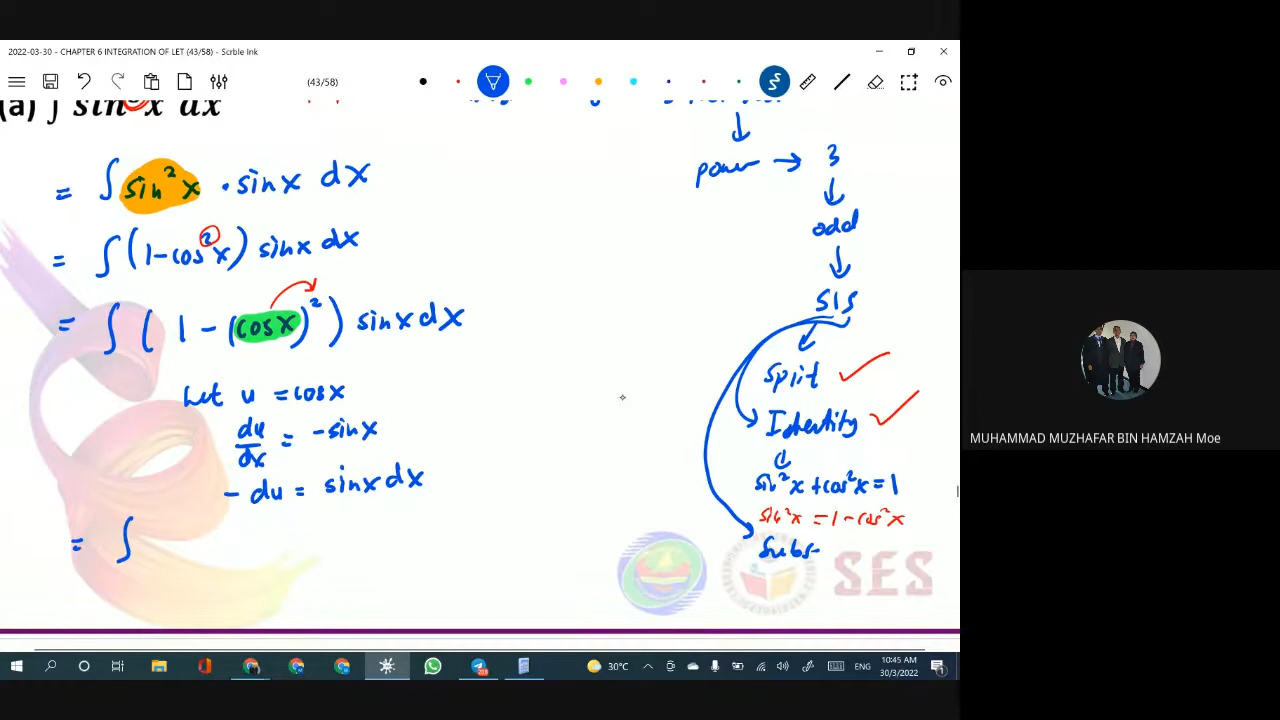 2022-03-30 - CHAPTER 6 INTEGRATION OF LET (43/58) - Scrble Ink
(43/58)
(a) ∫ sin³ x dx
= ∫ sin² x · sinx dx
= ∫ (1-cos²x) sinx dx
= ∫ ( 1 - (cosx)² ) sinx dx
Let u = cosx
du/dx = -sinx
- du = sinx dx
= ∫
power → 3
odd
SIS
Split
Identity
sin²x + cos²x = 1
sin²x = 1 - cos²x
Subs-
SES
MUHAMMAD MUZHAFAR BIN HAMZAH Moe
30°C
10:45 AM
30/3/2022